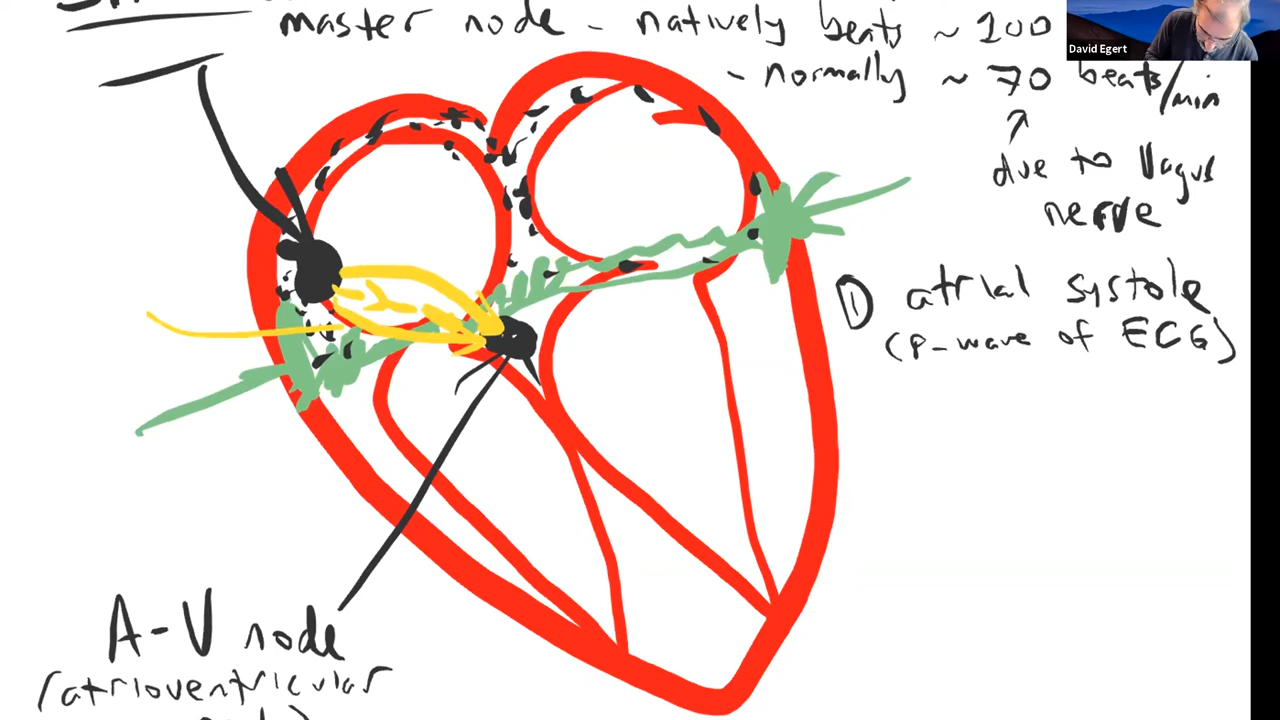 master node - natively beats ~ 100
David Egert
- normally ~ 70 beats/min
due to Vagus
nerve
① atrial systole
(P-wave of ECG)
A-V node
(atrioventricular